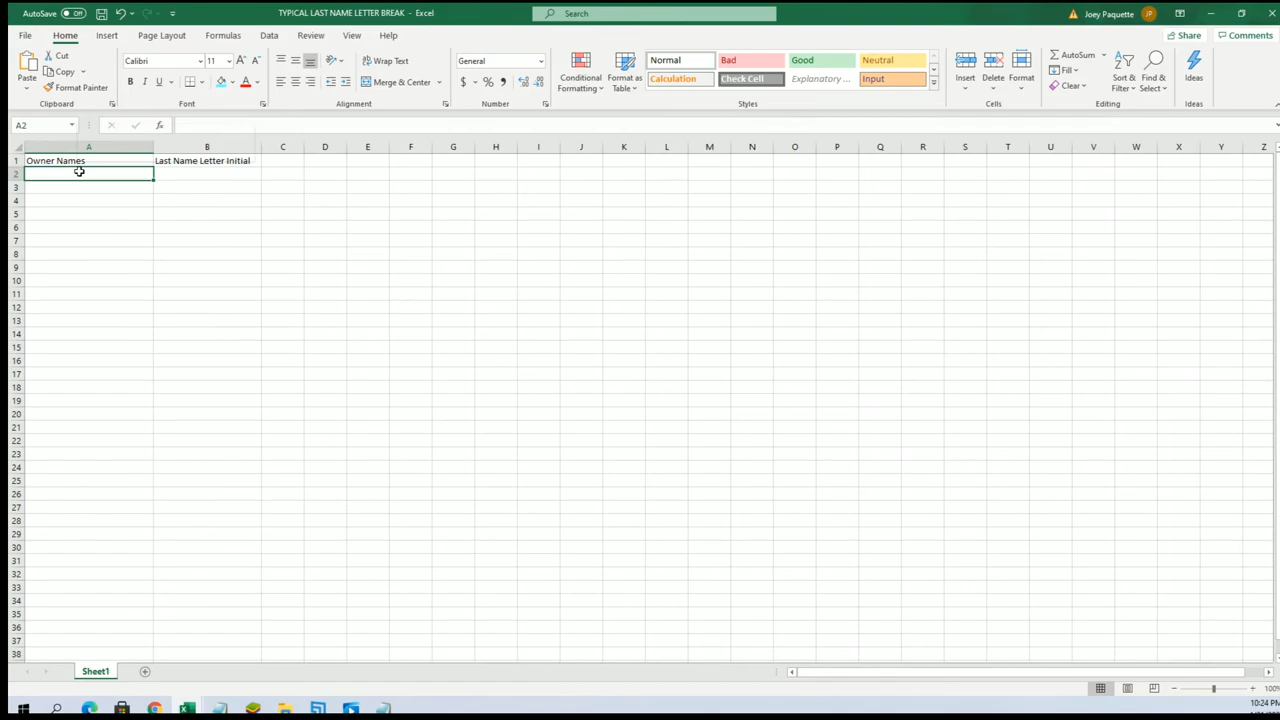 AutoSave Off
TYPICAL LAST NAME LETTER BREAK - Excel
Search
Joey Paquette JP
File Home Insert Page Layout Formulas Data Review View Help
Share Comments
Paste
Cut
Copy
Format Painter
Clipboard
Calibri 11
B I U
Font
Wrap Text
Merge & Center
Alignment
General
$ % ,
Number
Conditional Formatting
Format as Table
Normal Bad Good Neutral
Calculation Check Cell Explanatory ... Input
Styles
Insert Delete Format
Cells
AutoSum
Fill
Clear
Sort & Filter
Find & Select
Editing
Ideas
Ideas
A2 fx
A B C D E F G H I J K L M N O P Q R S T U V W X Y Z
1 Owner Names Last Name Letter Initial
2
3
4
5
6
7
8
9
10
11
12
13
14
15
16
17
18
19
20
21
22
23
24
25
26
27
28
29
30
31
32
33
34
35
36
37
38
Sheet1
100%
10:24 PM